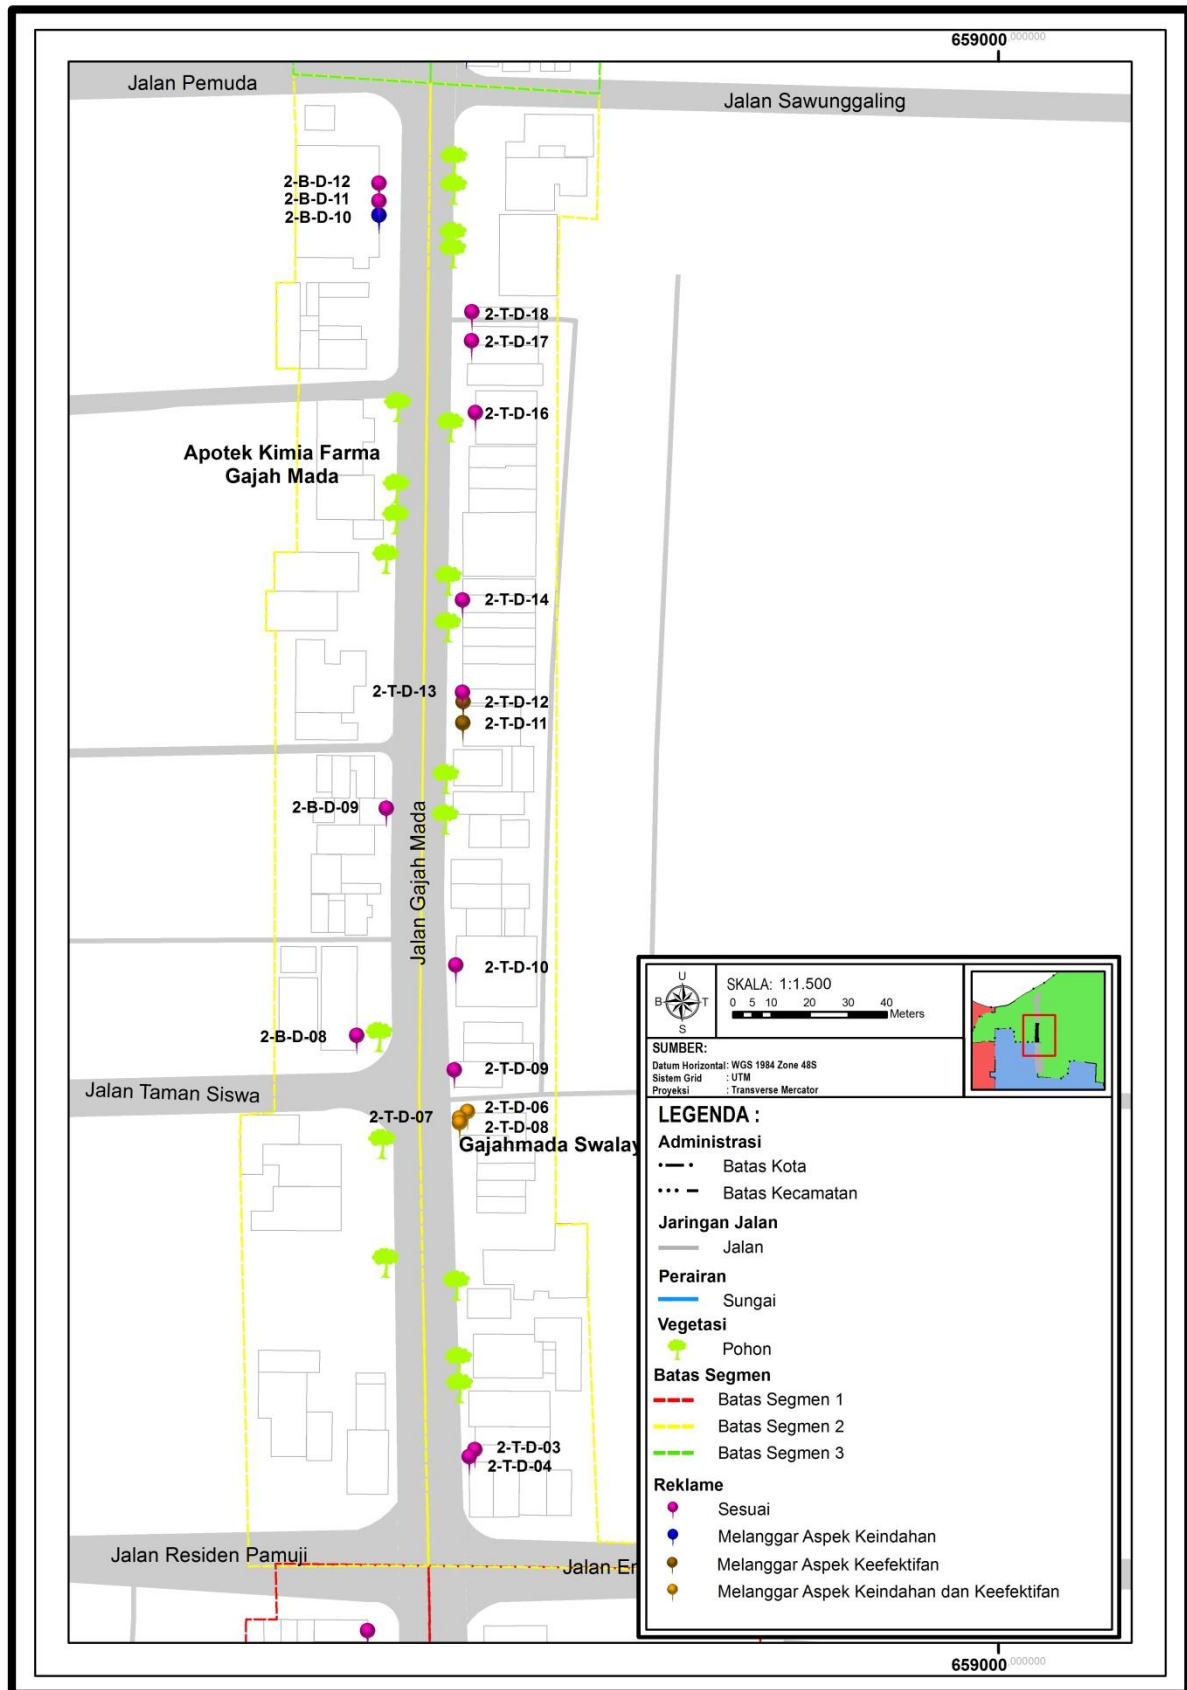 659000,000000
Jalan Pemuda
Jalan Sawunggaling
2-B-D-12
2-B-D-11
2-B-D-10
2-T-D-18
2-T-D-17
2-T-D-16
Apotek Kimia Farma
Gajah Mada
2-T-D-14
2-T-D-13
2-T-D-12
2-T-D-11
2-B-D-09
Jalan Gajah Mada
2-T-D-10
2-B-D-08
2-T-D-09
Jalan Taman Siswa
2-T-D-07
2-T-D-06
2-T-D-08
Gajahmada Swalay
2-T-D-03
2-T-D-04
Jalan Residen Pamuji
Jalan Er
U
B T
S
SKALA: 1:1.500
0 5 10 20 30 40
Meters
SUMBER:
Datum Horizontal: WGS 1984 Zone 48S
Sistem Grid : UTM
Proyeksi : Transverse Mercator
LEGENDA :
Administrasi
Batas Kota
Batas Kecamatan
Jaringan Jalan
Jalan
Perairan
Sungai
Vegetasi
Pohon
Batas Segmen
Batas Segmen 1
Batas Segmen 2
Batas Segmen 3
Reklame
Sesuai
Melanggar Aspek Keindahan
Melanggar Aspek Keefektifan
Melanggar Aspek Keindahan dan Keefektifan
659000,000000